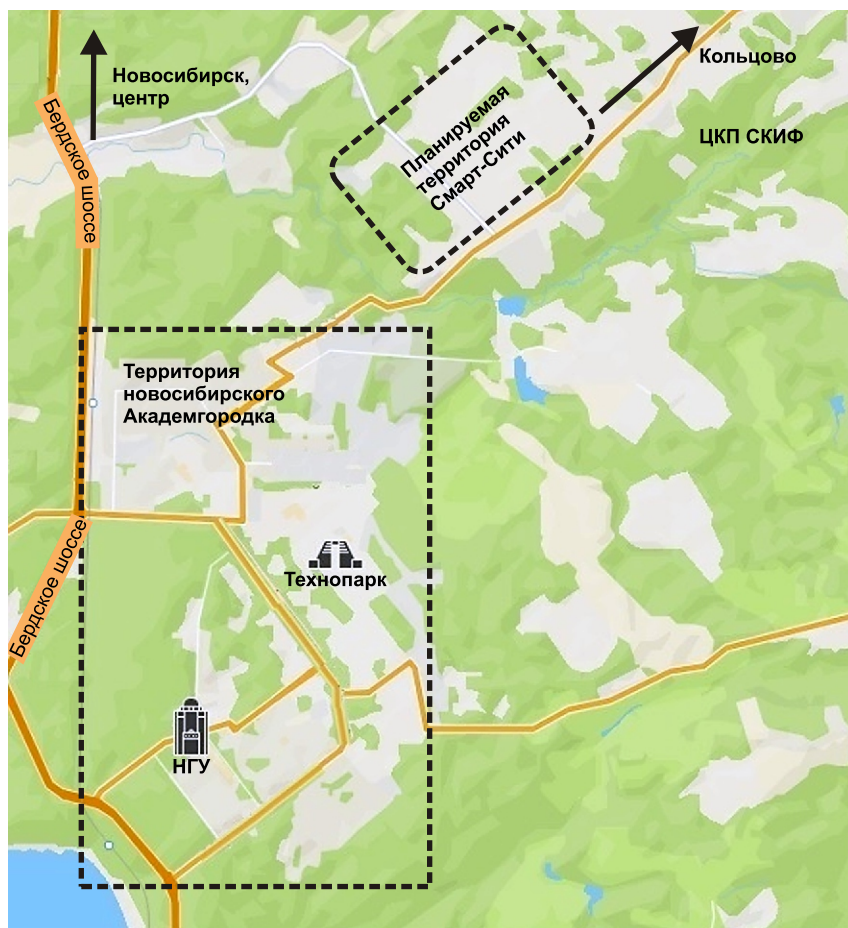 Новосибирск,
центр
Кольцово
ЦКП СКИФ
Планируемая
территория
Смарт-Сити
Бердское шоссе
Территория
новосибирского
Академгородка
Бердское шоссе
Технопарк
НГУ